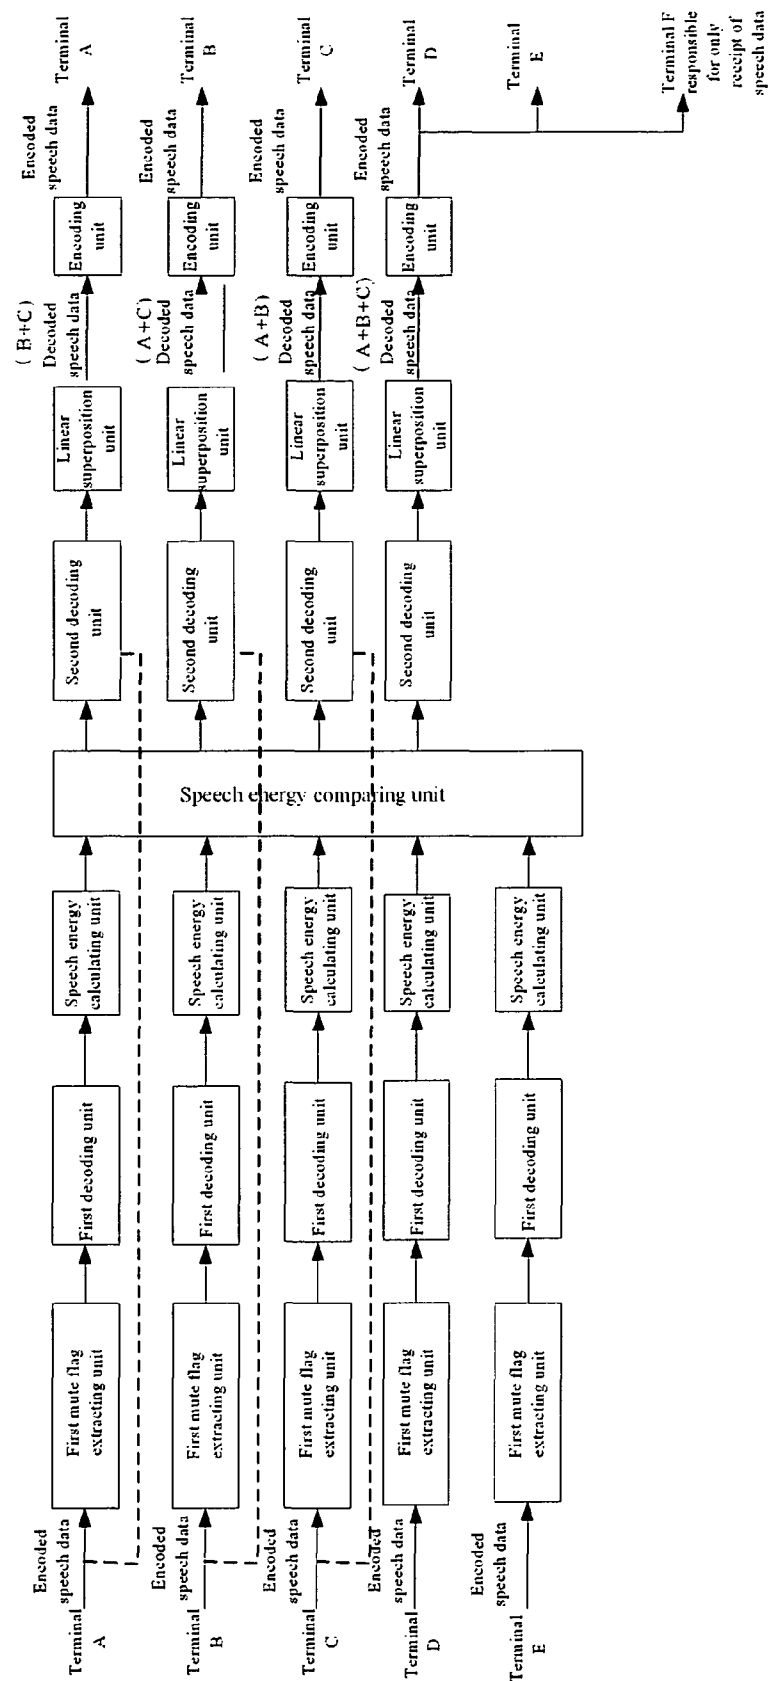 Terminal
A
Encoded
speech data
First mute flag
extracting unit
First decoding unit
Speech energy
calculating unit
Speech energy comparing unit
Second decoding
unit
Linear
superposition
unit
( B+C)
Decoded
speech data
Encoding
unit
Encoded
speech data
Terminal
A
Terminal
B
Encoded
speech data
First mute flag
extracting unit
First decoding unit
Speech energy
calculating unit
Second decoding
unit
Linear
superposition
unit
( A+C)
Decoded
speech data
Encoding
unit
Encoded
speech data
Terminal
B
Terminal
C
Encoded
speech data
First mute flag
extracting unit
First decoding unit
Speech energy
calculating unit
Second decoding
unit
Linear
superposition
unit
( A+B)
Decoded
speech data
Encoding
unit
Encoded
speech data
Terminal
C
Terminal
D
Encoded
speech data
First mute flag
extracting unit
First decoding unit
Speech energy
calculating unit
Second decoding
unit
Linear
superposition
unit
( A+B+C)
Decoded
speech data
Encoding
unit
Encoded
speech data
Terminal
D
Terminal
E
Encoded
speech data
First mute flag
extracting unit
First decoding unit
Speech energy
calculating unit
Terminal
E
Terminal F
responsible
for only
receipt of
speech data